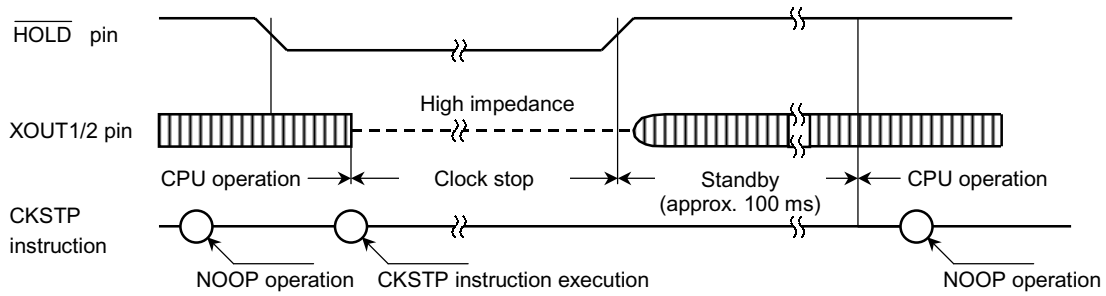 HOLD pin
High impedance
XOUT1/2 pin
CPU operation
Clock stop
Standby
(approx. 100 ms)
CPU operation
CKSTP
instruction
NOOP operation
CKSTP instruction execution
NOOP operation